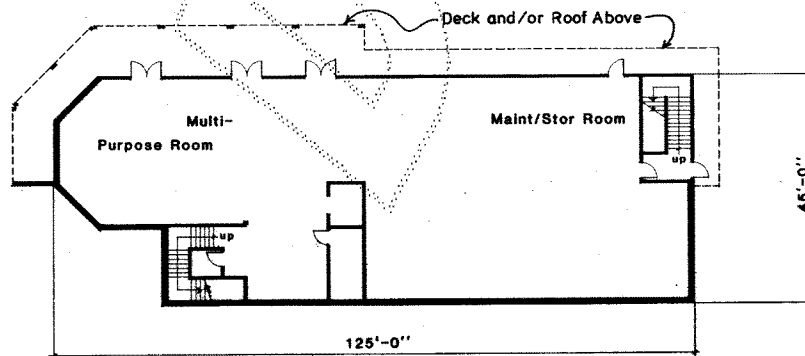 Deck and/or Roof Above
Multi-
Purpose Room
Maint/Stor Room
up
up
45'-0"
125'-0"